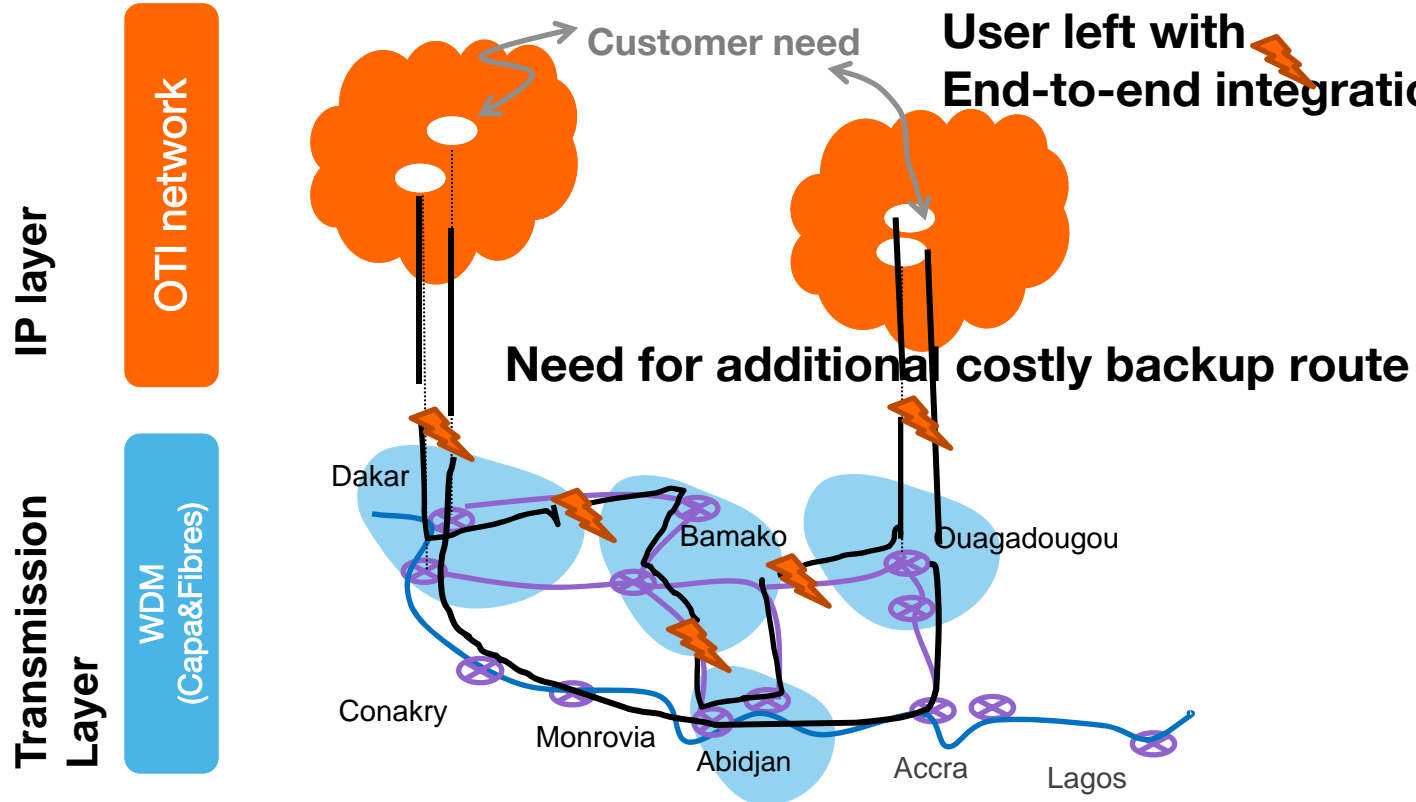 User left with
End-to-end integratio
Customer need
IP layer
OTI network
Need for additional costly backup route
Transmission
Layer
WDM
(Capa&Fibres)
Dakar
Bamako
Ouagadougou
Conakry
Monrovia
Abidjan
Accra
Lagos